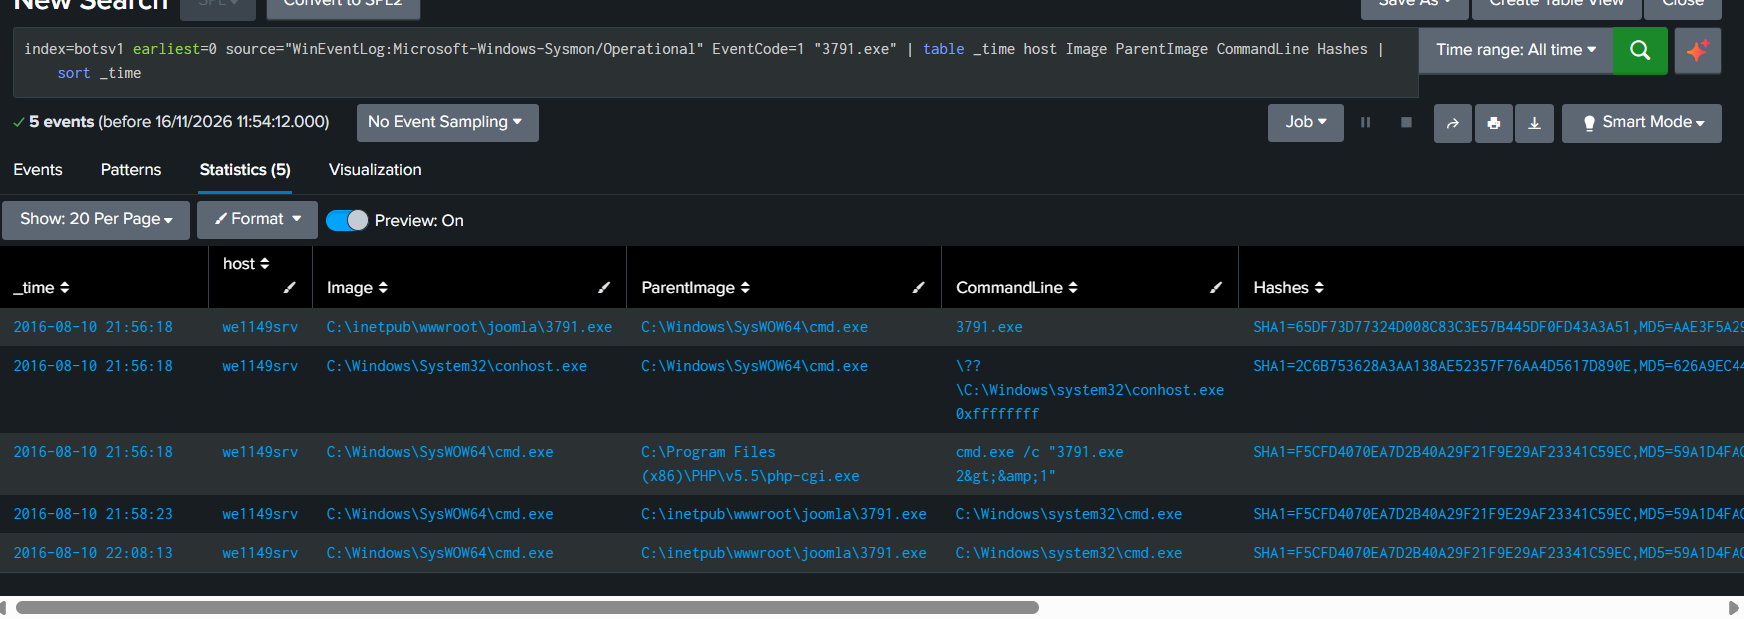 New Search
SPL
Convert to SPL2
Save As
Create Table View
Close
index=botsv1 earliest=0 source="WinEventLog:Microsoft-Windows-Sysmon/Operational" EventCode=1 "3791.exe" | table _time host Image ParentImage CommandLine Hashes |
sort _time
Time range: All time
5 events (before 16/11/2026 11:54:12.000)
No Event Sampling
Job
Smart Mode
Events
Patterns
Statistics (5)
Visualization
Show: 20 Per Page
Format
Preview: On
_time
host
Image
ParentImage
CommandLine
Hashes
2016-08-10 21:56:18
we1149srv
C:\inetpub\wwwroot\joomla\3791.exe
C:\Windows\SysWOW64\cmd.exe
3791.exe
SHA1=65DF73D77324D008C83C3E57B445DF0FD43A3A51,MD5=AAE3F5A29
2016-08-10 21:56:18
we1149srv
C:\Windows\System32\conhost.exe
C:\Windows\SysWOW64\cmd.exe
\??
\C:\Windows\system32\conhost.exe
0xffffffff
SHA1=2C6B753628A3AA138AE52357F76AA4D5617D890E,MD5=626A9EC44
2016-08-10 21:56:18
we1149srv
C:\Windows\SysWOW64\cmd.exe
C:\Program Files
(x86)\PHP\v5.5\php-cgi.exe
cmd.exe /c "3791.exe
2&gt;&amp;1"
SHA1=F5CFD4070EA7D2B40A29F21F9E29AF23341C59EC,MD5=59A1D4FAC
2016-08-10 21:58:23
we1149srv
C:\Windows\SysWOW64\cmd.exe
C:\inetpub\wwwroot\joomla\3791.exe
C:\Windows\system32\cmd.exe
SHA1=F5CFD4070EA7D2B40A29F21F9E29AF23341C59EC,MD5=59A1D4FAC
2016-08-10 22:08:13
we1149srv
C:\Windows\SysWOW64\cmd.exe
C:\inetpub\wwwroot\joomla\3791.exe
C:\Windows\system32\cmd.exe
SHA1=F5CFD4070EA7D2B40A29F21F9E29AF23341C59EC,MD5=59A1D4FAC